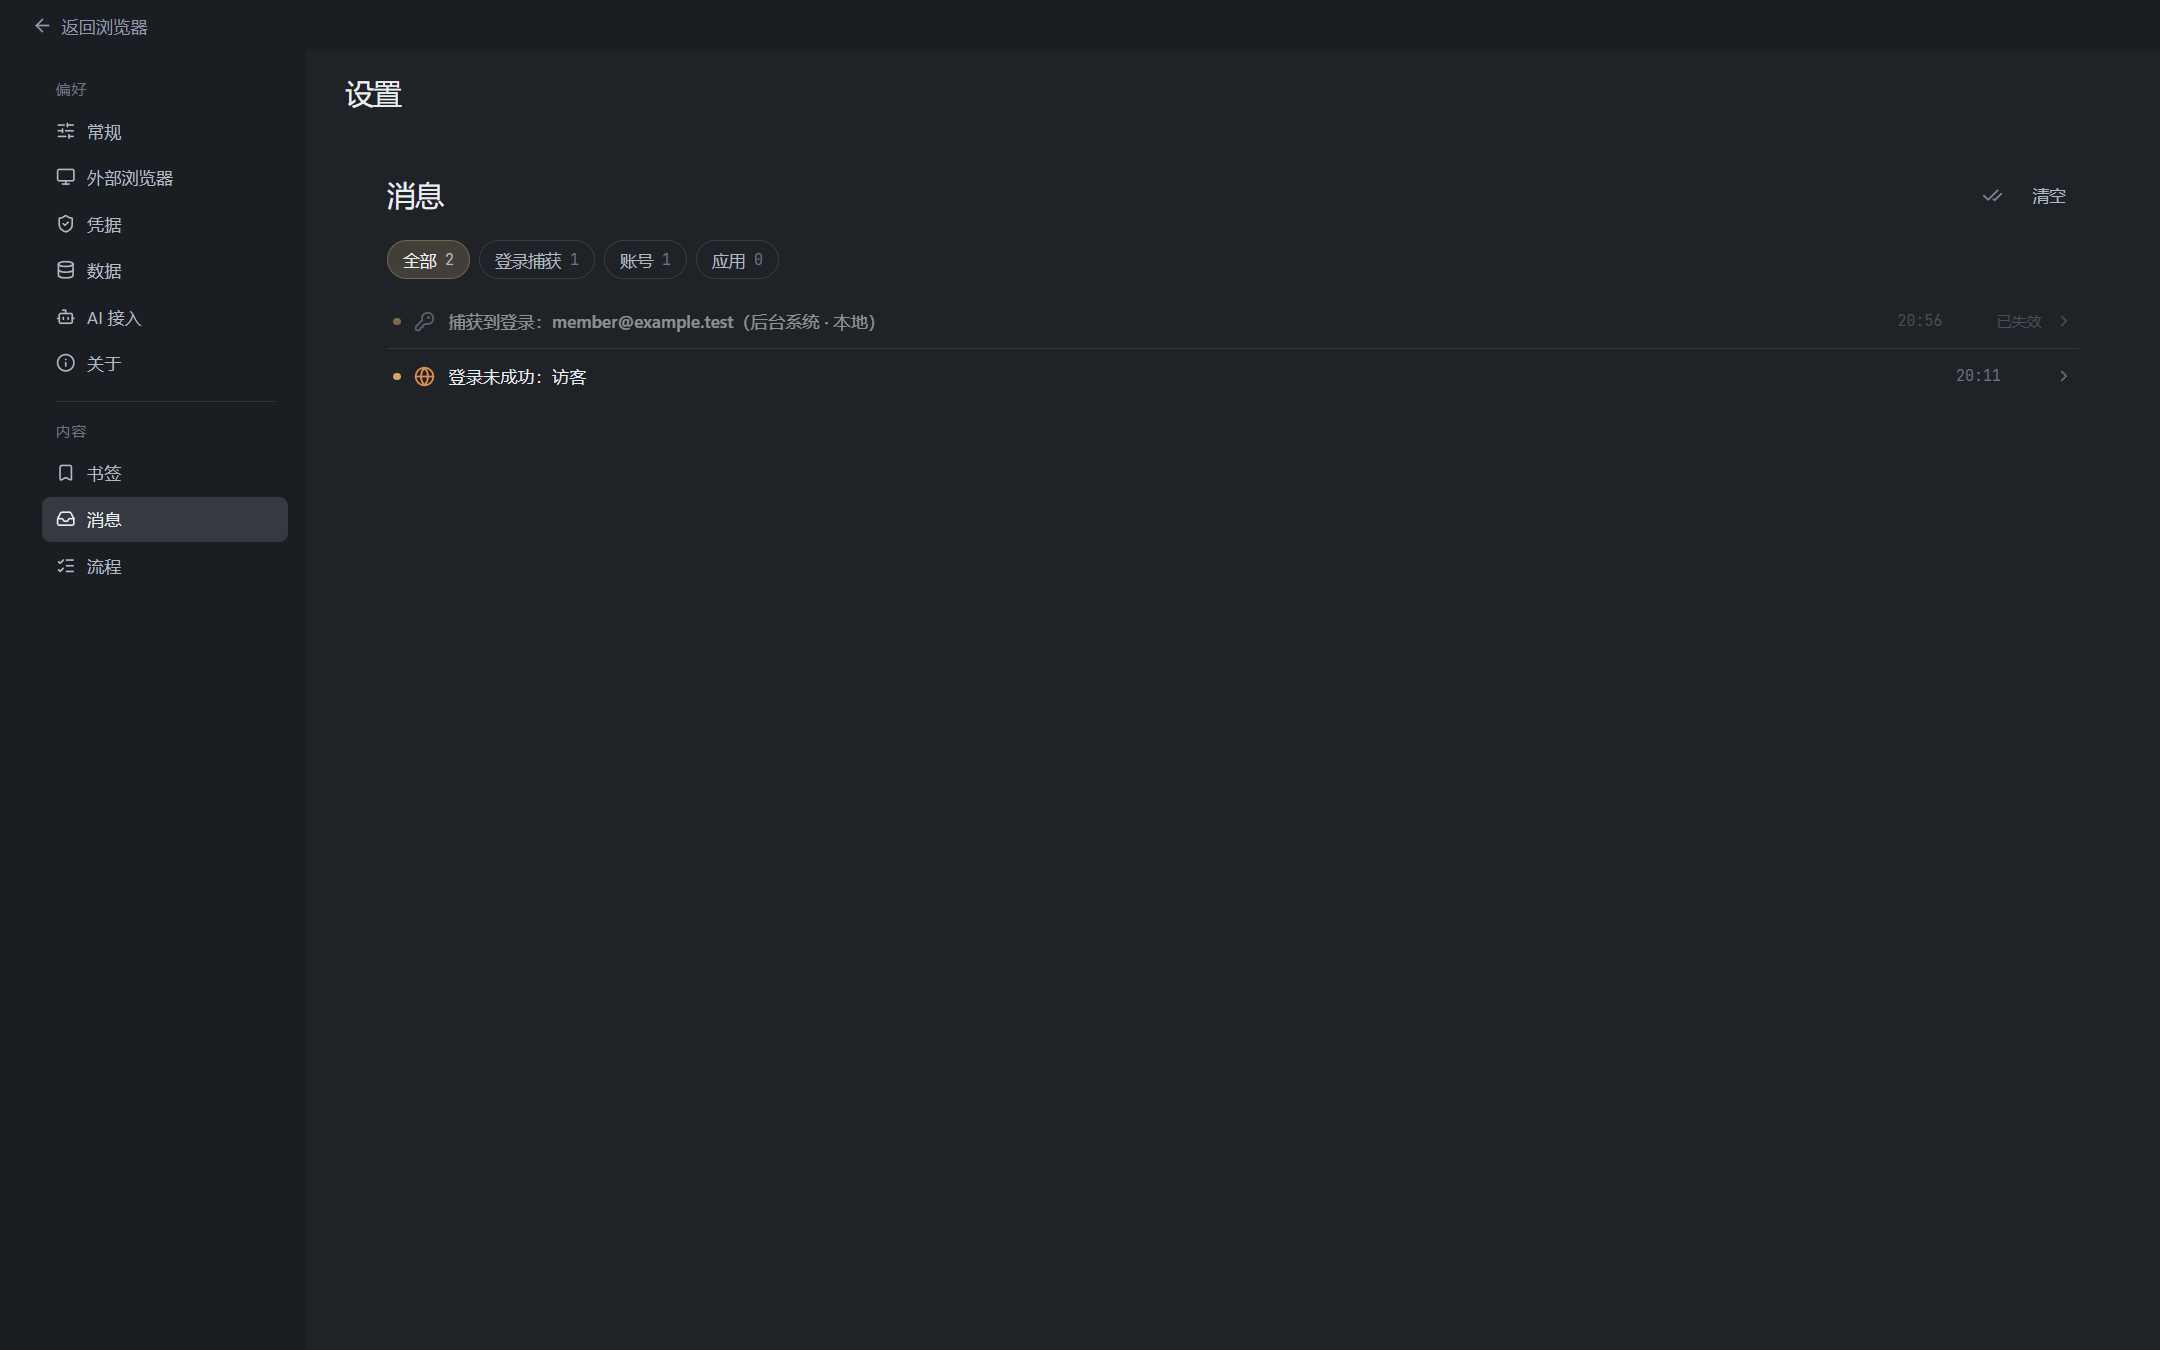 返回浏览器
偏好
常规
外部浏览器
凭据
数据
AI 接入
关于
内容
书签
消息
流程
设置
消息
清空
全部 2 登录捕获 1 账号 1 应用 0
捕获到登录：member@example.test（后台系统 · 本地） 20:56 已失效
登录未成功：访客 20:11